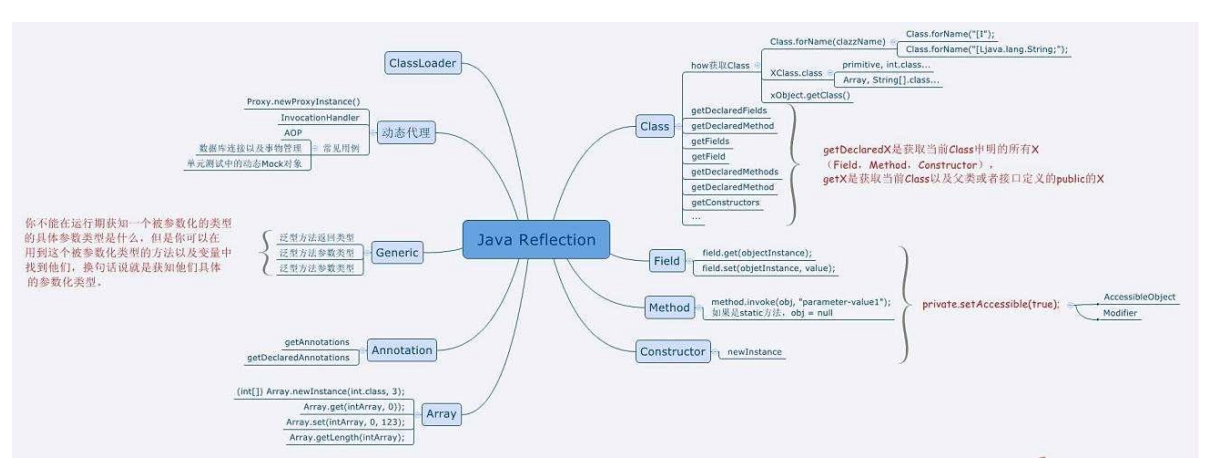 Java Reflection
ClassLoader
动态代理
Proxy.newProxyInstance()
InvocationHandler
AOP
常见用例
数据库连接以及事物管理
单元测试中的动态Mock对象
Generic
泛型方法返回类型
泛型方法参数类型
泛型方法参数类型
你不能在运行期获知一个被参数化的类型
的具体参数类型是什么，但是你可以在
用到这个被参数化类型的方法以及变量中
找到他们，换句话说就是获知他们具体
的参数化类型。
Annotation
getAnnotations
getDeclaredAnnotations
Array
(int[]) Array.newInstance(int.class, 3);
Array.get(intArray, 0));
Array.set(intArray, 0, 123);
Array.getLength(intArray);
Class
how获取Class
Class.forName(clazzName)
Class.forName("[I");
Class.forName("[Ljava.lang.String;");
XClass.class
primitive, int.class...
Array, String[].class...
xObject.getClass()
getDeclaredFields
getDeclaredMethod
getFields
getField
getDeclaredMethods
getDeclaredMethod
getConstructors
...
getDeclaredX是获取当前Class申明的所有X
（Field，Method，Constructor），
getX是获取当前Class以及父类或者接口定义的public的X
Field
field.get(objectInstance);
field.set(objetInstance, value);
Method
method.invoke(obj, "parameter-value1");
如果是static方法，obj = null
Constructor
newInstance
private.setAccessible(true);
AccessibleObject
Modifier